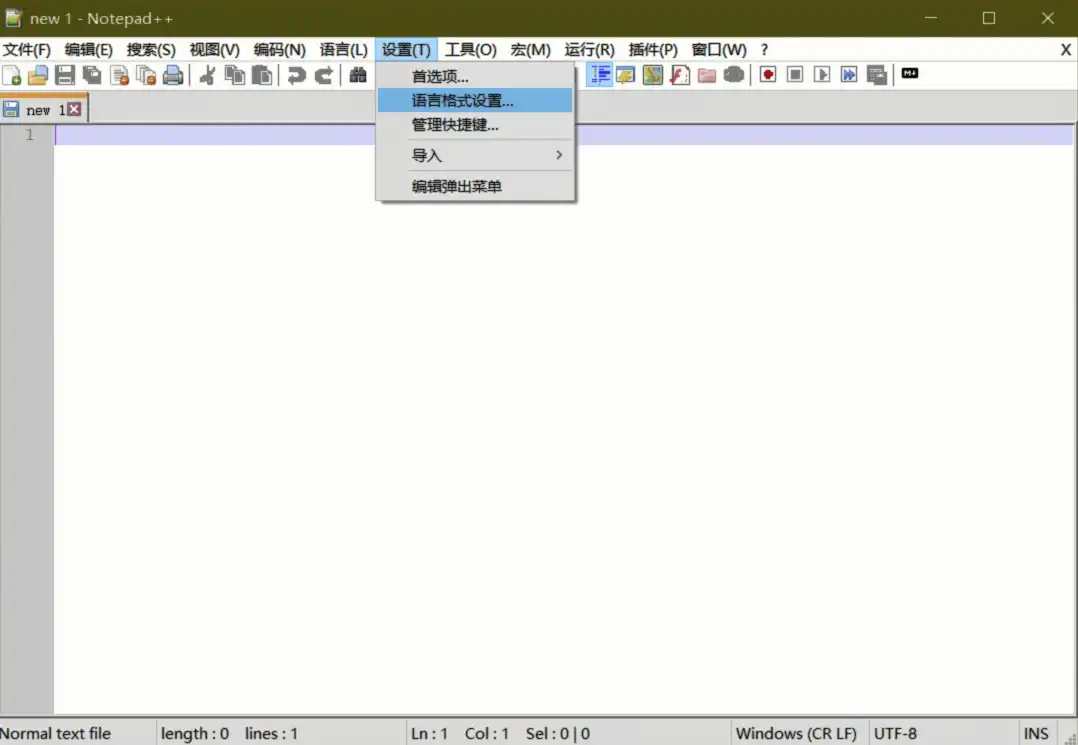 new 1 - Notepad++
文件(F) 编辑(E) 搜索(S) 视图(V) 编码(N) 语言(L) 设置(T) 工具(O) 宏(M) 运行(R) 插件(P) 窗口(W) ? X
首选项...
语言格式设置...
管理快捷键...
导入
编辑弹出菜单
new 1
1
Normal text file length : 0 lines : 1 Ln : 1 Col : 1 Sel : 0 | 0 Windows (CR LF) UTF-8 INS